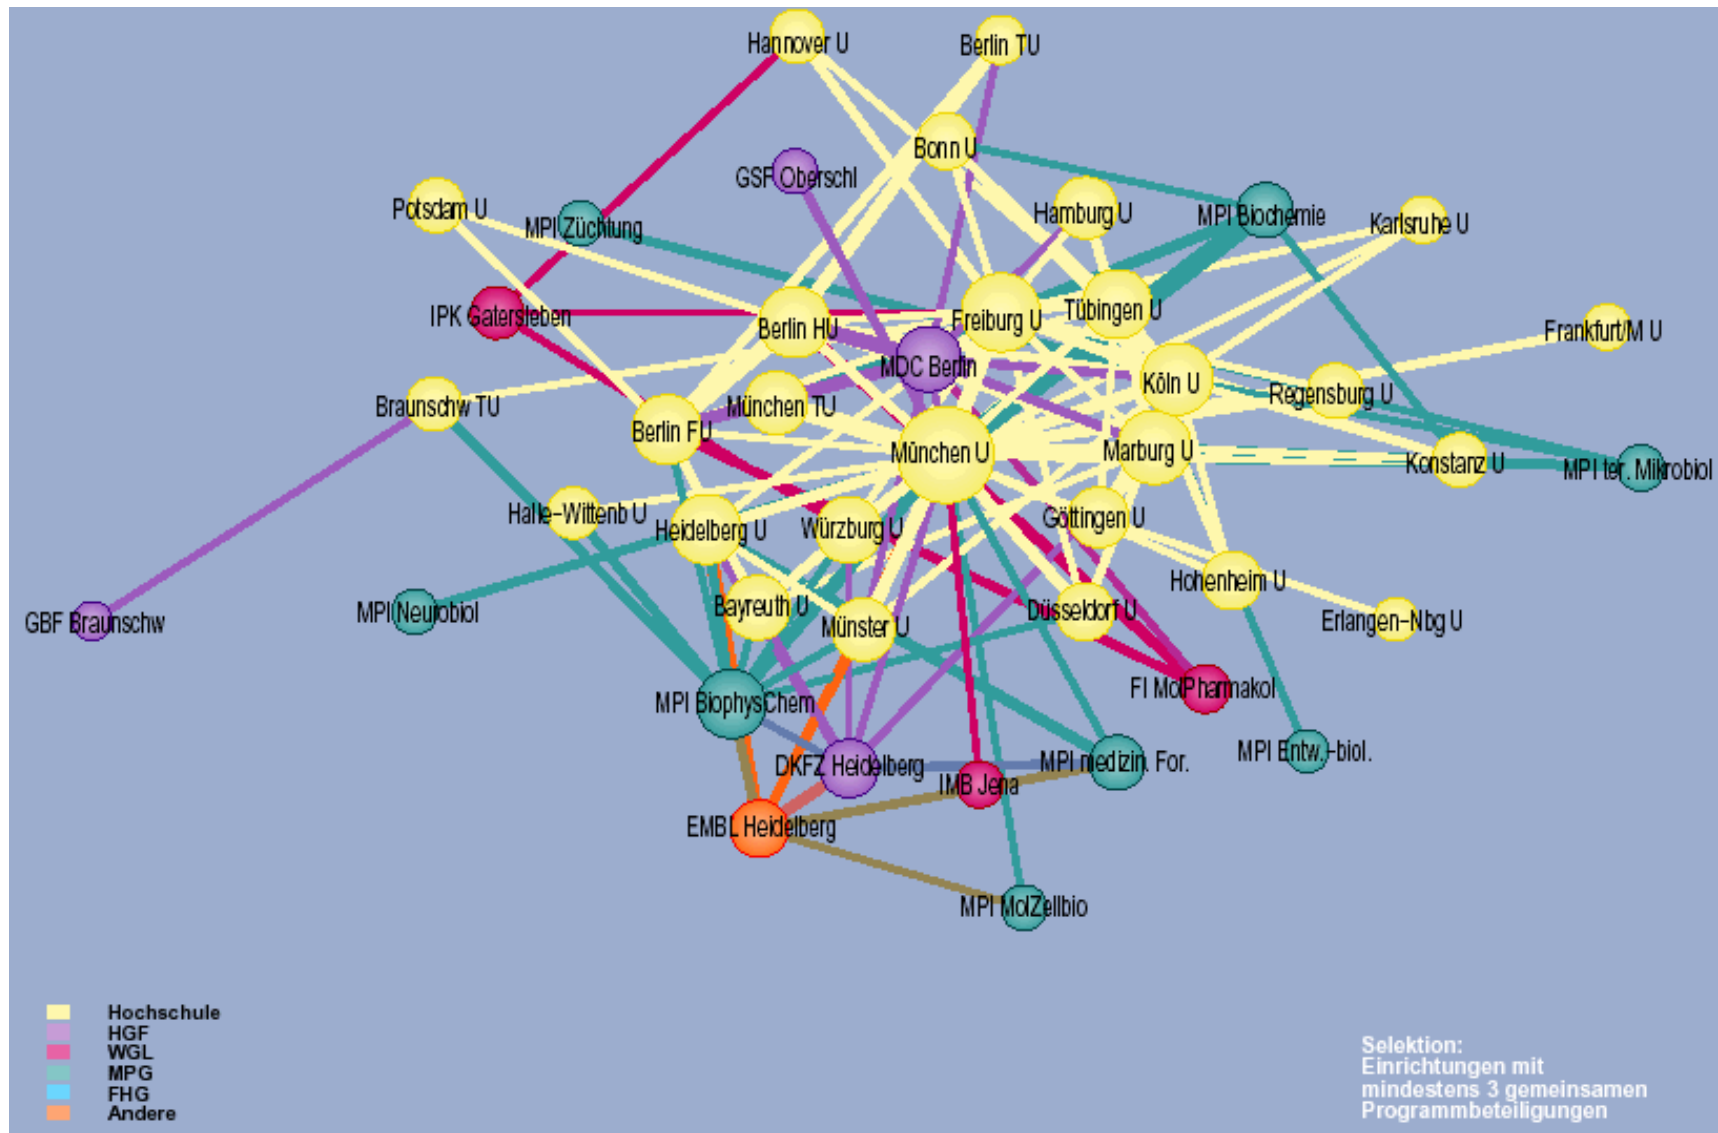 Hannover U
Berlin TU
Bonn U
GSF Oberschl
Potsdam U
MPI Züchtung
Hamburg U
MPI Biochemie
Karlsruhe U
IPK Gatersleben
Berlin HU
Freiburg U
Tübingen U
Frankfurt/M U
MDC Berlin
Köln U
Regensburg U
Braunschw TU
München TU
Berlin FU
München U
Marburg U
Konstanz U
MPI ter. Mikrobiol
Halle-Wittenb U
Heidelberg U
Würzburg U
Göttingen U
Hohenheim U
GBF Braunschw
MPI Neurobiol
Bayreuth U
Münster U
Düsseldorf U
Erlangen-Nbg U
MPI BiophysChem
FI MolPharmakol
DKFZ Heidelberg
IMB Jena
MPI medizin. For.
MPI Entw.-biol.
EMBL Heidelberg
MPI MolZellbio
Hochschule
HGF
WGL
MPG
FHG
Andere
Selektion:
Einrichtungen mit
mindestens 3 gemeinsamen
Programmbeteiligungen